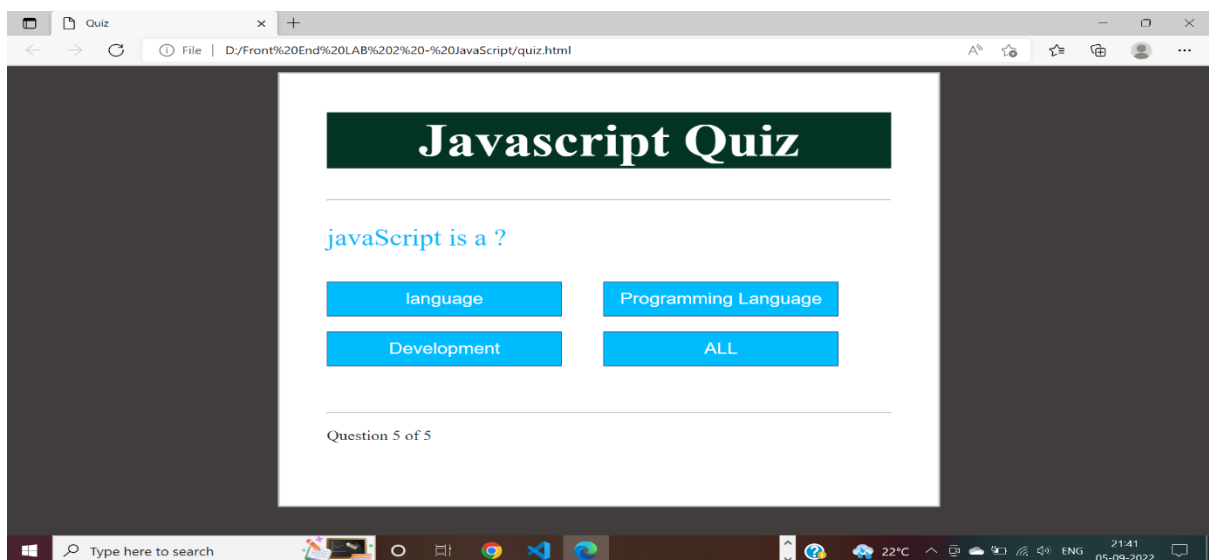 Quiz
File | D:/Front%20End%20LAB%202%20-%20JavaScript/quiz.html
Javascript Quiz
javaScript is a ?
language Programming Language
Development ALL
Question 5 of 5
Type here to search 22°C ENG 21:41
05-09-2022